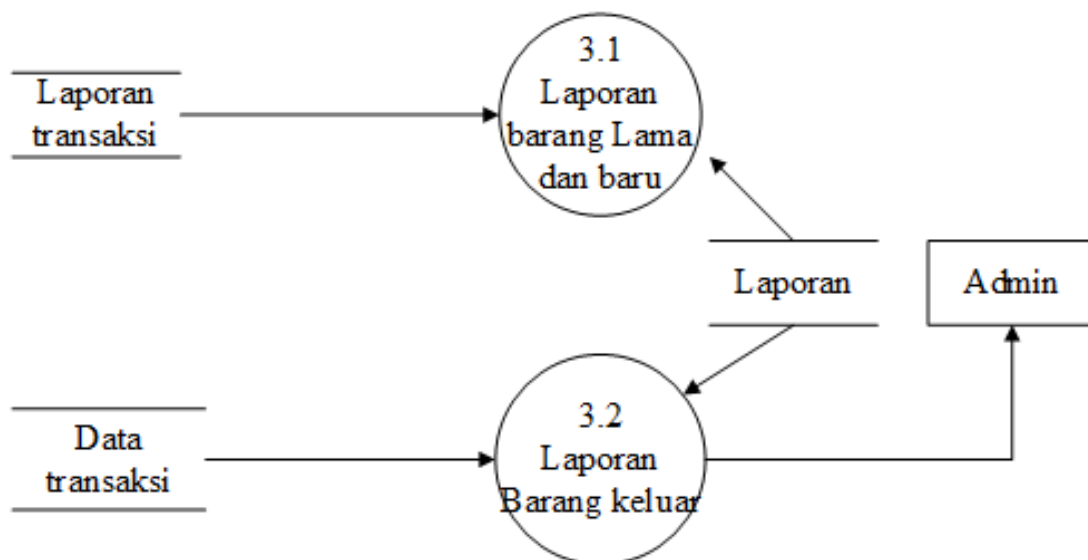 3.1
Laporan
barang Lama
dan baru
Laporan
transaksi
Laporan
Admin
3.2
Laporan
Barang keluar
Data
transaksi